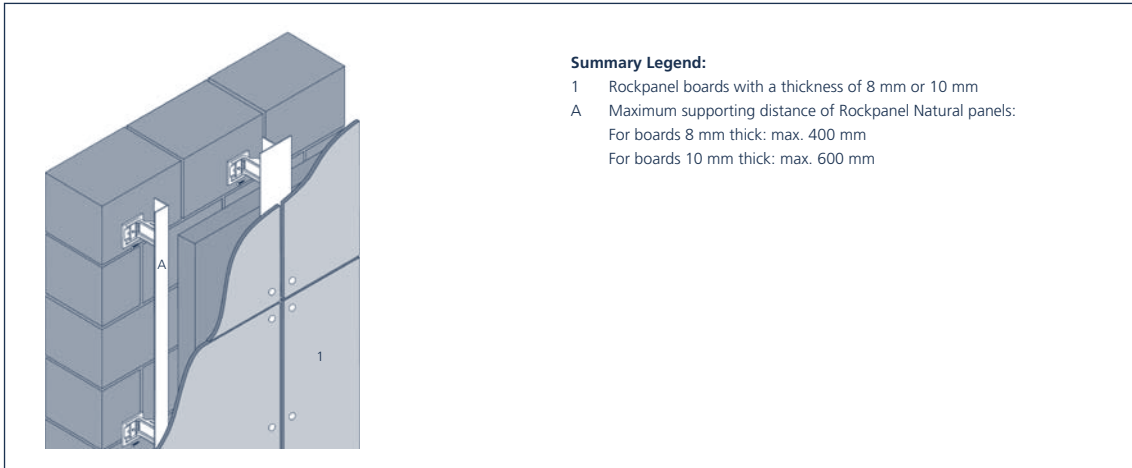 Summary Legend:
1 Rockpanel boards with a thickness of 8 mm or 10 mm
A Maximum supporting distance of Rockpanel Natural panels:
For boards 8 mm thick: max. 400 mm
For boards 10 mm thick: max. 600 mm
A
1